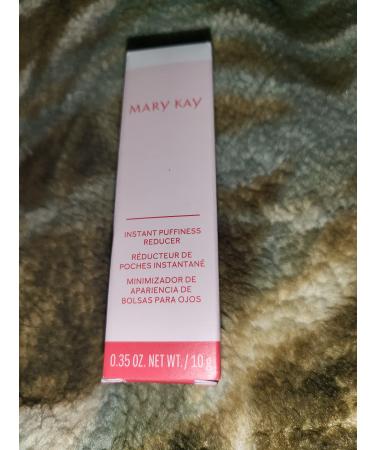 MARY KAY
INSTANT PUFFINESS
REDUCER
RÉDUCTEUR DE
POCHES INSTANTANÉ
MINIMIZADOR DE
APARIENCIA DE
BOLSAS PARA OJOS
0.35 OZ. NET WT. / 10 g